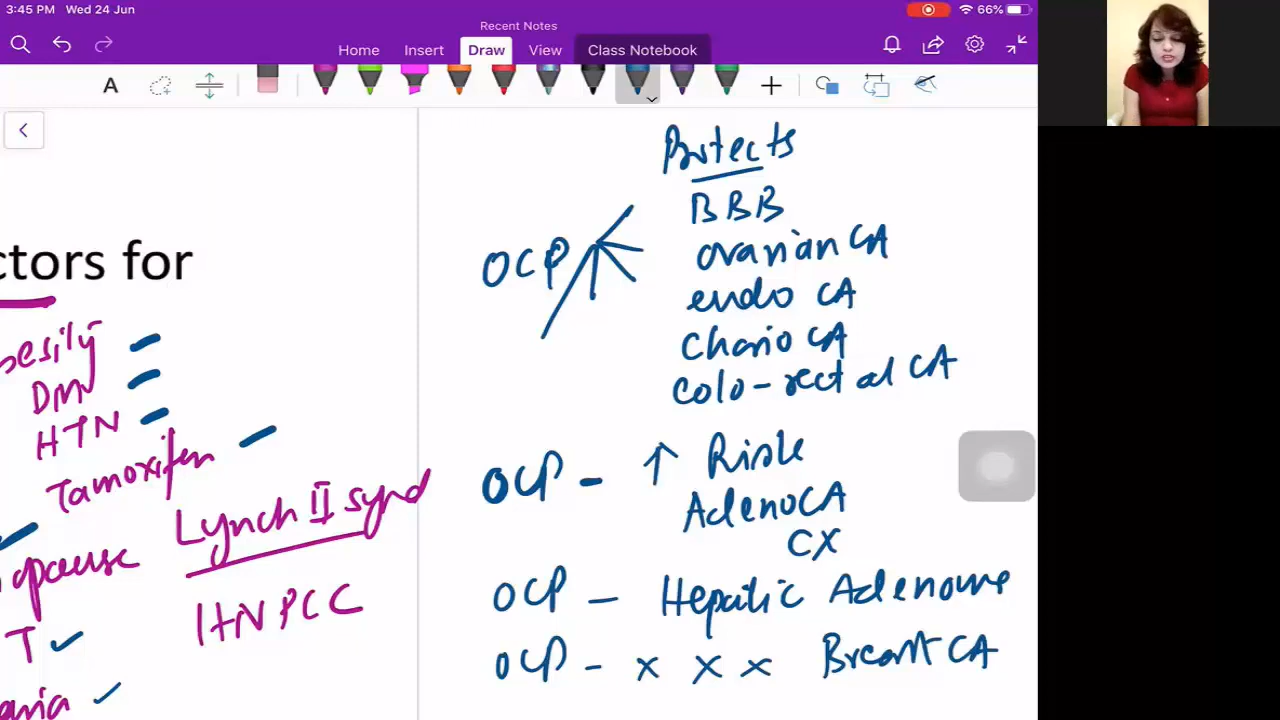 3:45 PM Wed 24 Jun
66%
Recent Notes
Home Insert Draw View Class Notebook
A
ctors for
besity
DM
HTN
Tamoxifen
Lynch II synd
opause
HNPCC
T
Protects
BBB
OCP
ovarian CA
endo CA
Chorio CA
Colo-rectal CA
OCP - ↑ Risk
AdenoCA
CX
OCP - Hepatic Adenoma
OCP - x x x Breast CA